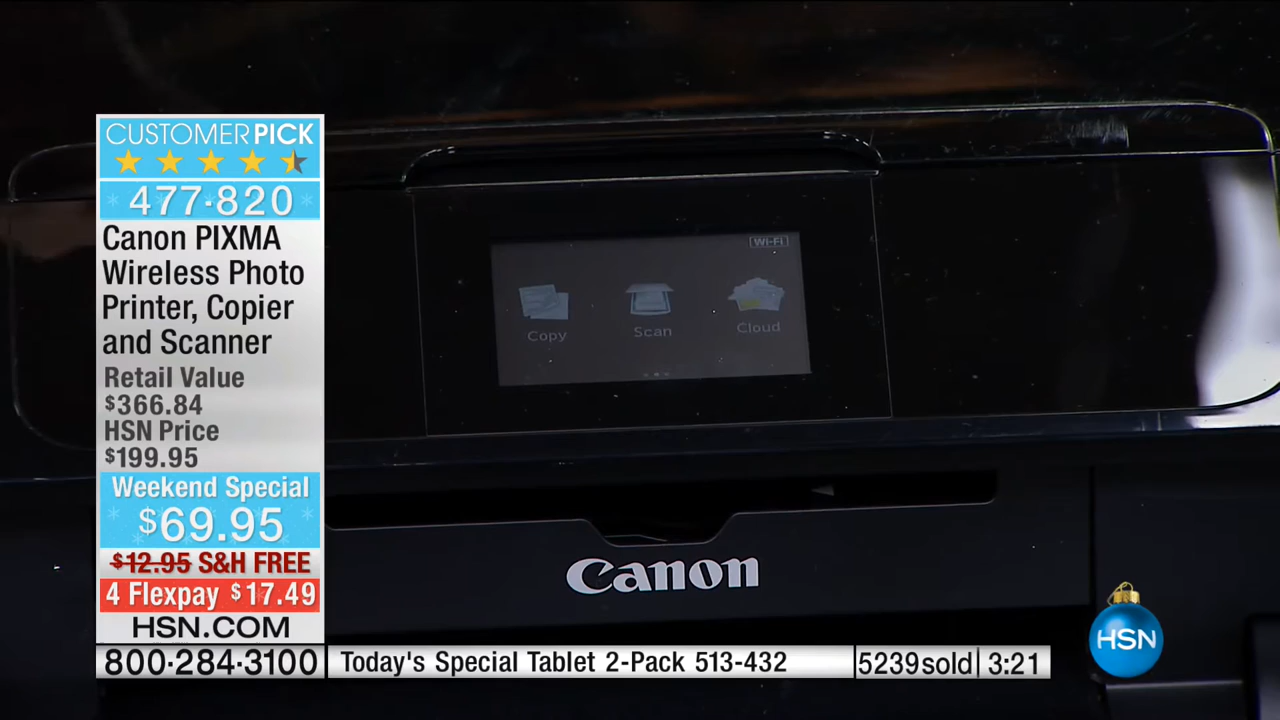 CUSTOMER PICK
477·820
Canon PIXMA
Wireless Photo
Printer, Copier
and Scanner
Retail Value
$366.84
HSN Price
$199.95
Weekend Special
$69.95
$12.95 S&H FREE
4 Flexpay $17.49
HSN.COM
800·284·3100
Today's Special Tablet 2-Pack 513-432
5239sold
3:21
Wi-Fi
Copy
Scan
Cloud
Canon
HSN